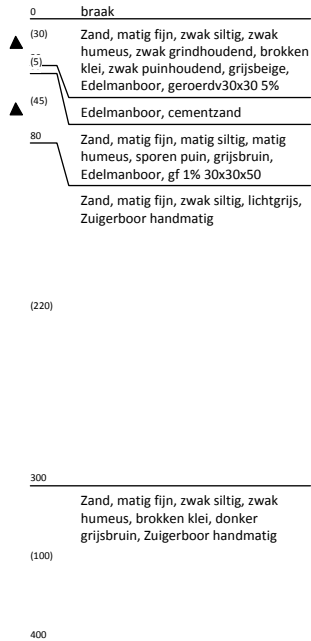 0 braak
(30) Zand, matig fijn, zwak siltig, zwak
humeus, zwak grindhoudend, brokken
klei, zwak puinhoudend, grijsbeige,
Edelmanboor, geroerdv30x30 5%
(5)
(45) Edelmanboor, cementzand
80 Zand, matig fijn, matig siltig, matig
humeus, sporen puin, grijsbruin,
Edelmanboor, gf 1% 30x30x50
Zand, matig fijn, zwak siltig, lichtgrijs,
Zuigerboor handmatig
(220)
300
Zand, matig fijn, zwak siltig, zwak
humeus, brokken klei, donker
grijsbruin, Zuigerboor handmatig
(100)
400